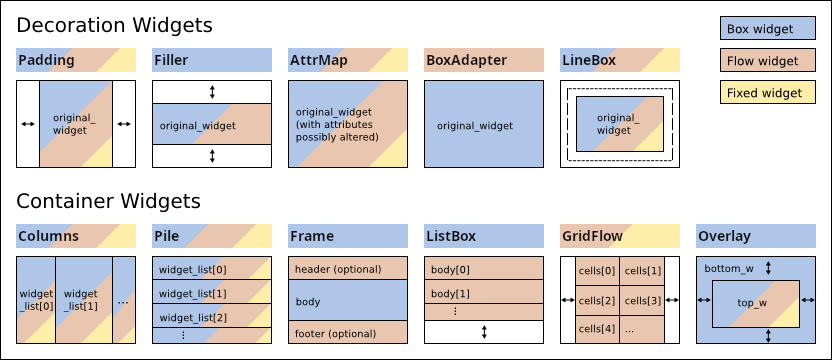 Decoration Widgets
Box widget
Flow widget
Fixed widget
Padding
Filler
AttrMap
BoxAdapter
LineBox
original_
widget
original_widget
original_widget
(with attributes
possibly altered)
original_widget
original_
widget
Container Widgets
Columns
Pile
Frame
ListBox
GridFlow
Overlay
widget
_list[0]
widget
_list[1]
...
widget_list[0]
widget_list[1]
widget_list[2]
⋮
header (optional)
body
footer (optional)
body[0]
body[1]
⋮
cells[0]
cells[1]
cells[2]
cells[3]
cells[4]
...
bottom_w
top_w